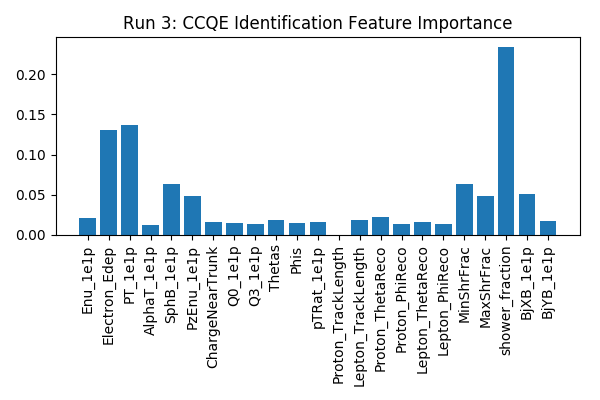 Run 3: CCQE Identification Feature Importance
0.20
0.15
0.10
0.05
0.00
Enu_1e1p
Electron_Edep
PT_1e1p
AlphaT_1e1p
SphB_1e1p
PzEnu_1e1p
ChargeNearTrunk
Q0_1e1p
Q3_1e1p
Thetas
Phis
pTRat_1e1p
Proton_TrackLength
Lepton_TrackLength
Proton_ThetaReco
Proton_PhiReco
Lepton_ThetaReco
Lepton_PhiReco
MinShrFrac
MaxShrFrac
shower_fraction
BjXB_1e1p
BjYB_1e1p